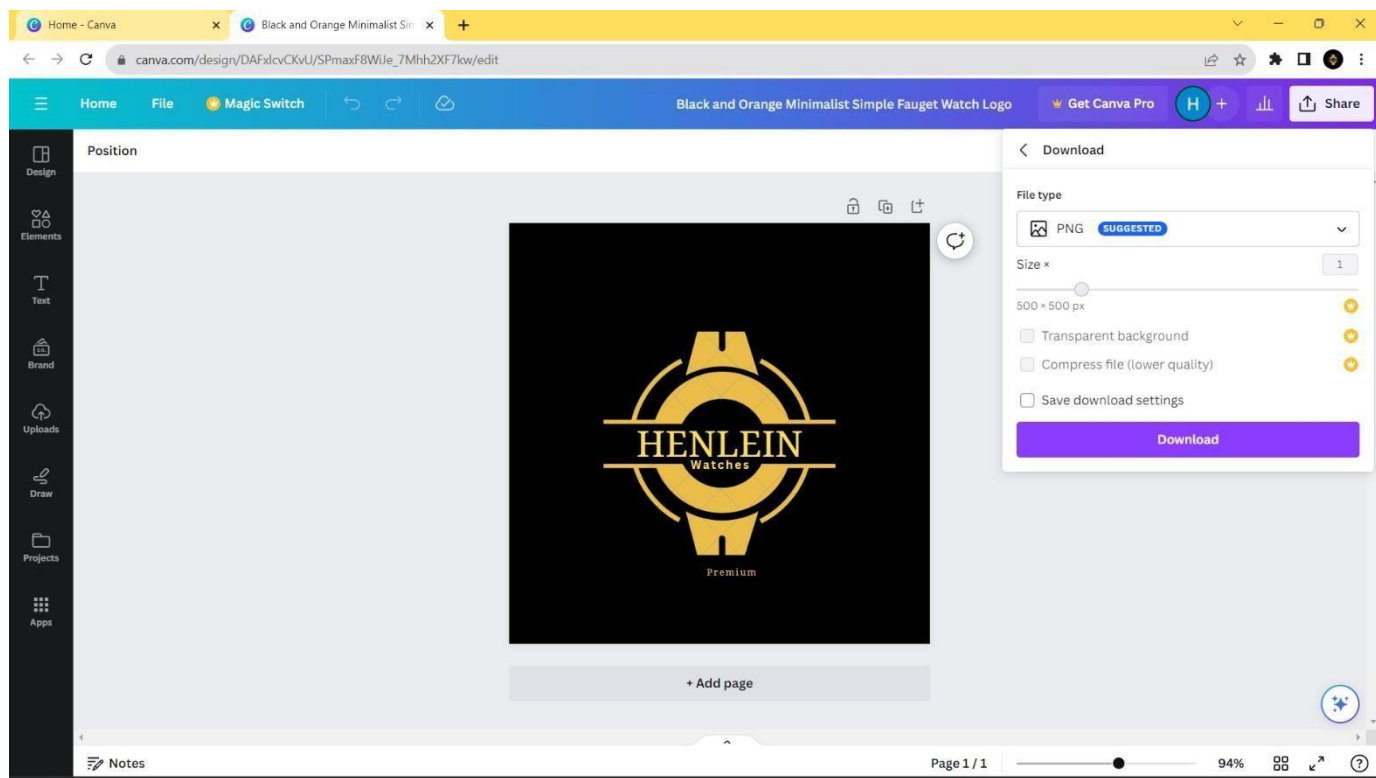 Home - Canva
Black and Orange Minimalist Sim
canva.com/design/DAFxlcvCKvU/SPmaxF8WiJe_7Mhh2XF7kw/edit
Home File Magic Switch Black and Orange Minimalist Simple Fauget Watch Logo Get Canva Pro H + Share
Position
Design
Elements
Text
Brand
Uploads
Draw
Projects
Apps
HENLEIN
Watches
Premium
+ Add page
Download
File type
PNG SUGGESTED
Size × 1
500 × 500 px
Transparent background
Compress file (lower quality)
Save download settings
Download
Notes Page 1 / 1 94%